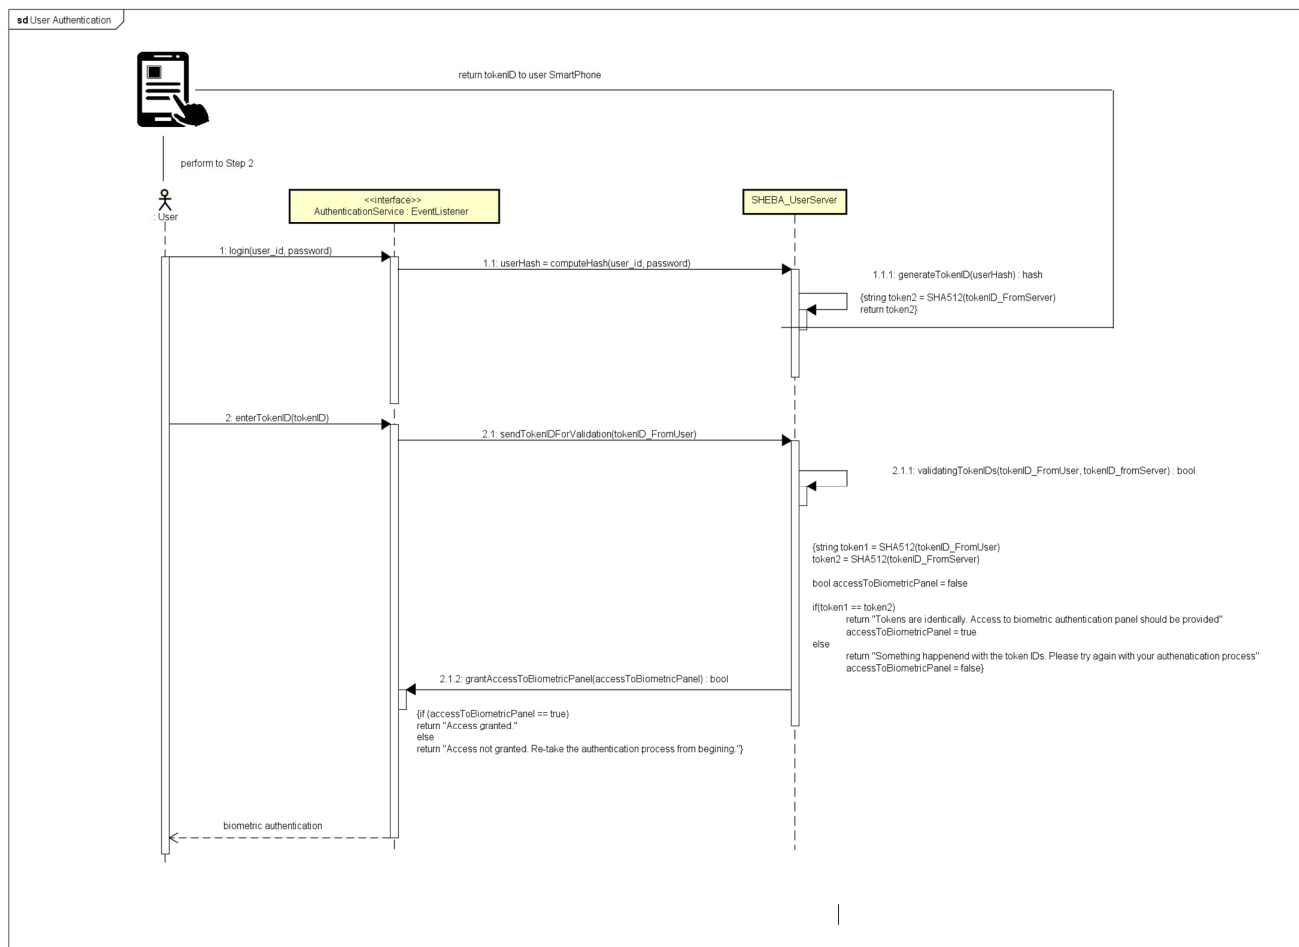 sd User Authentication
return tokenID to user SmartPhone
perform to Step 2
: User
<<interface>>
AuthenticationService : EventListener
SHEBA_UserServer
1: login(user_id, password)
1.1: userHash = computeHash(user_id, password)
1.1.1: generateTokenID(userHash) : hash
{string token2 = SHA512(tokenID_FromServer)
return token2}
2: enterTokenID(tokenID)
2.1: sendTokenIDForValidation(tokenID_FromUser)
2.1.1: validatingTokenIDs(tokenID_FromUser, tokenID_fromServer) : bool
{string token1 = SHA512(tokenID_FromUser)
token2 = SHA512(tokenID_FromServer)
bool accessToBiometricPanel = false
if(token1 == token2)
return "Tokens are identically. Access to biometric authentication panel should be provided"
accessToBiometricPanel = true
else
return "Something happenend with the token IDs. Please try again with your authenatication process"
accessToBiometricPanel = false}
2.1.2: grantAccessToBiometricPanel(accessToBiometricPanel) : bool
{if (accessToBiometricPanel == true)
return "Access granted."
else
return "Access not granted. Re-take the authentication process from begining."}
biometric authentication